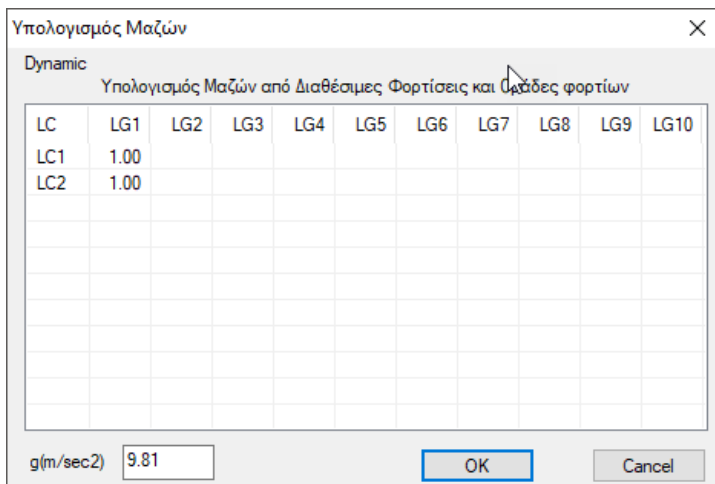 Υπολογισμός Μαζών
Dynamic
Υπολογισμός Μαζών από Διαθέσιμες Φορτίσεις και Ομάδες φορτίων
LC LG1 LG2 LG3 LG4 LG5 LG6 LG7 LG8 LG9 LG10
LC1 1.00
LC2 1.00
g(m/sec2) 9.81 OK Cancel